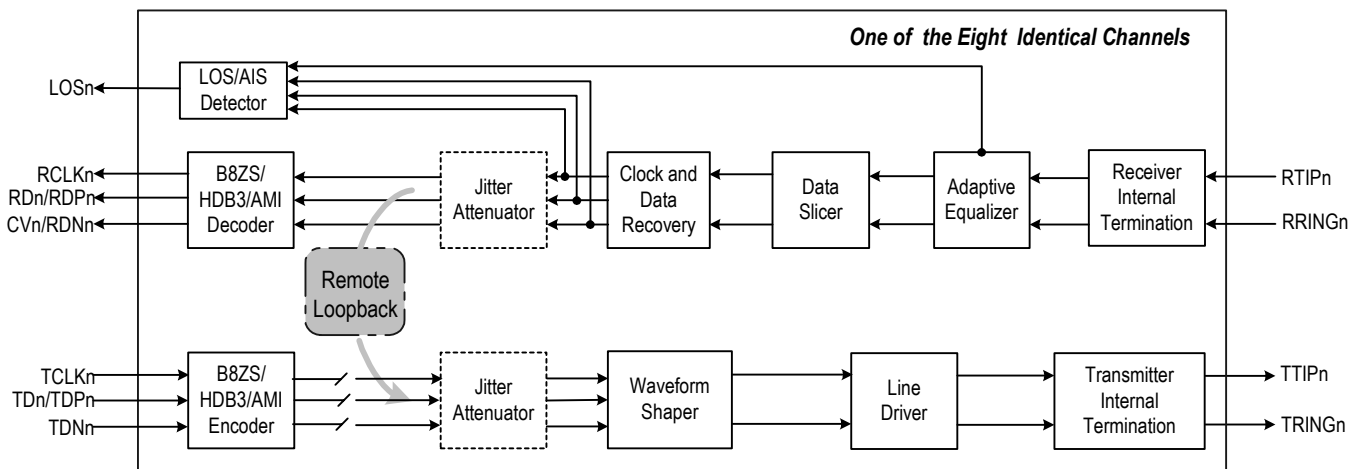 One of the Eight Identical Channels
LOSn
LOS/AIS
Detector
RCLKn
RDn/RDPn
CVn/RDNn
B8ZS/
HDB3/AMI
Decoder
Jitter
Attenuator
Clock and
Data
Recovery
Data
Slicer
Adaptive
Equalizer
Receiver
Internal
Termination
RTIPn
RRINGn
Remote
Loopback
TCLKn
TDn/TDPn
TDNn
B8ZS/
HDB3/AMI
Encoder
Jitter
Attenuator
Waveform
Shaper
Line
Driver
Transmitter
Internal
Termination
TTIPn
TRINGn